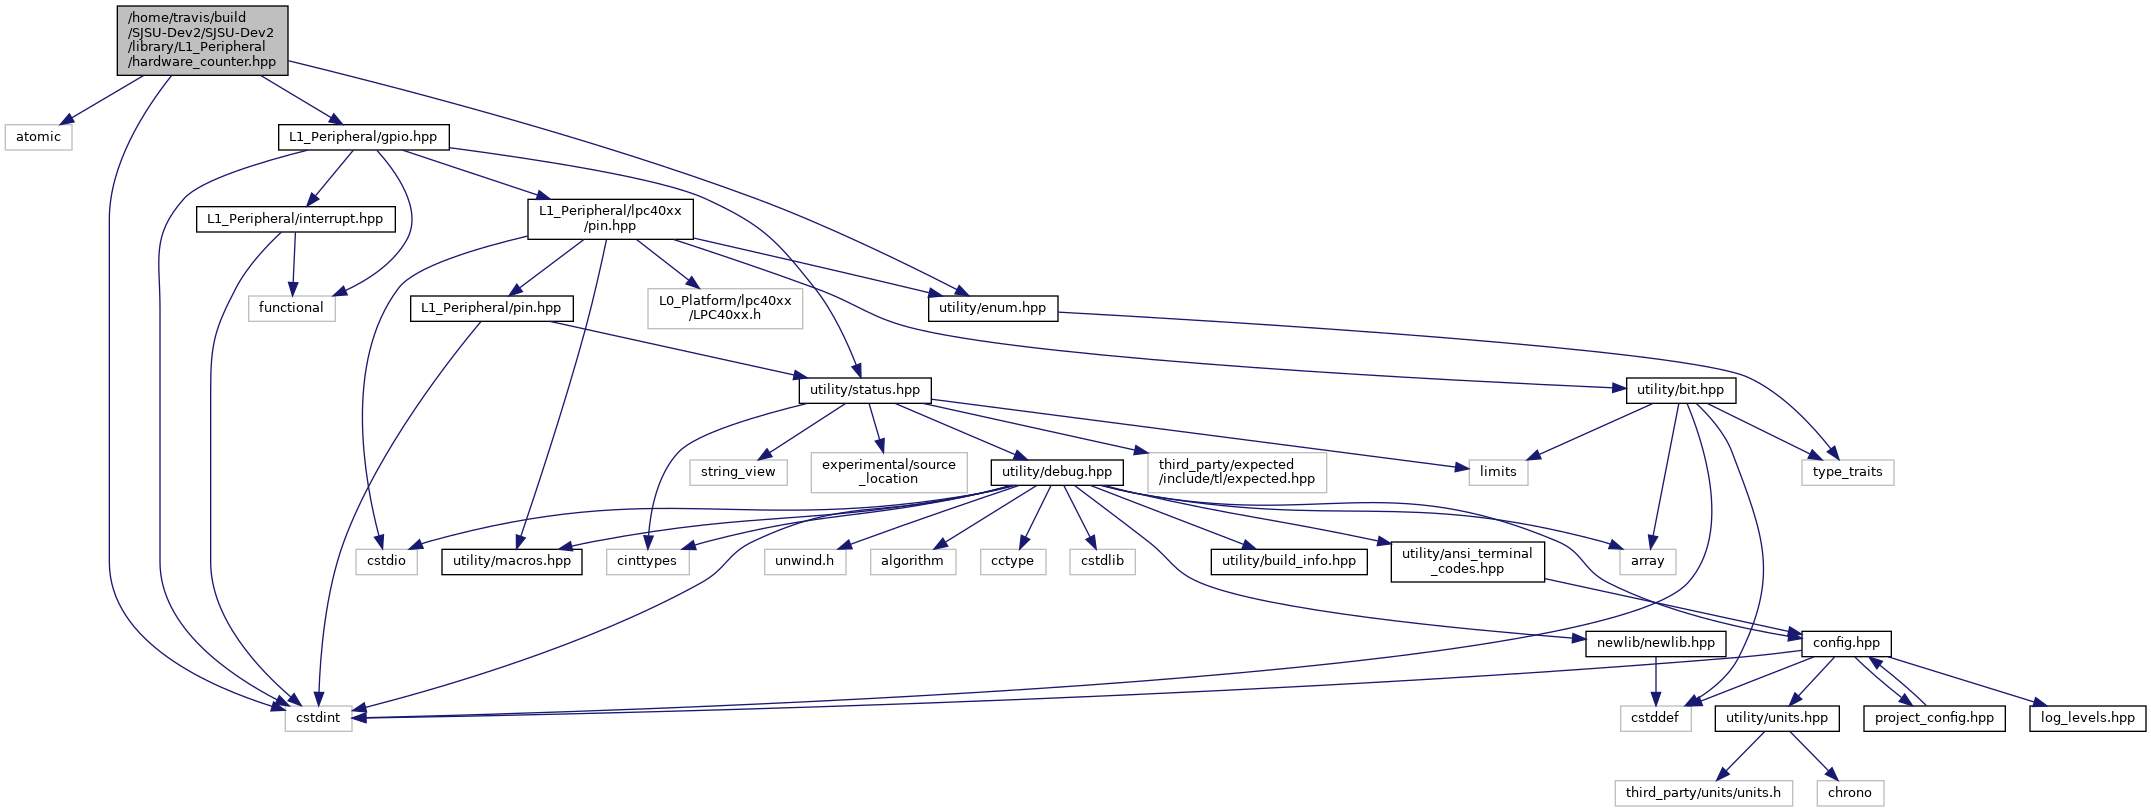 /home/travis/build
/SJSU-Dev2/SJSU-Dev2
/library/L1_Peripheral
/hardware_counter.hpp
atomic
L1_Peripheral/gpio.hpp
L1_Peripheral/interrupt.hpp
L1_Peripheral/lpc40xx
/pin.hpp
functional
L1_Peripheral/pin.hpp
L0_Platform/lpc40xx
/LPC40xx.h
utility/enum.hpp
utility/status.hpp
utility/bit.hpp
string_view
experimental/source
_location
utility/debug.hpp
third_party/expected
/include/tl/expected.hpp
limits
type_traits
cstdio
utility/macros.hpp
cinttypes
unwind.h
algorithm
cctype
cstdlib
utility/build_info.hpp
utility/ansi_terminal
_codes.hpp
array
newlib/newlib.hpp
config.hpp
cstdint
cstddef
utility/units.hpp
project_config.hpp
log_levels.hpp
third_party/units/units.h
chrono